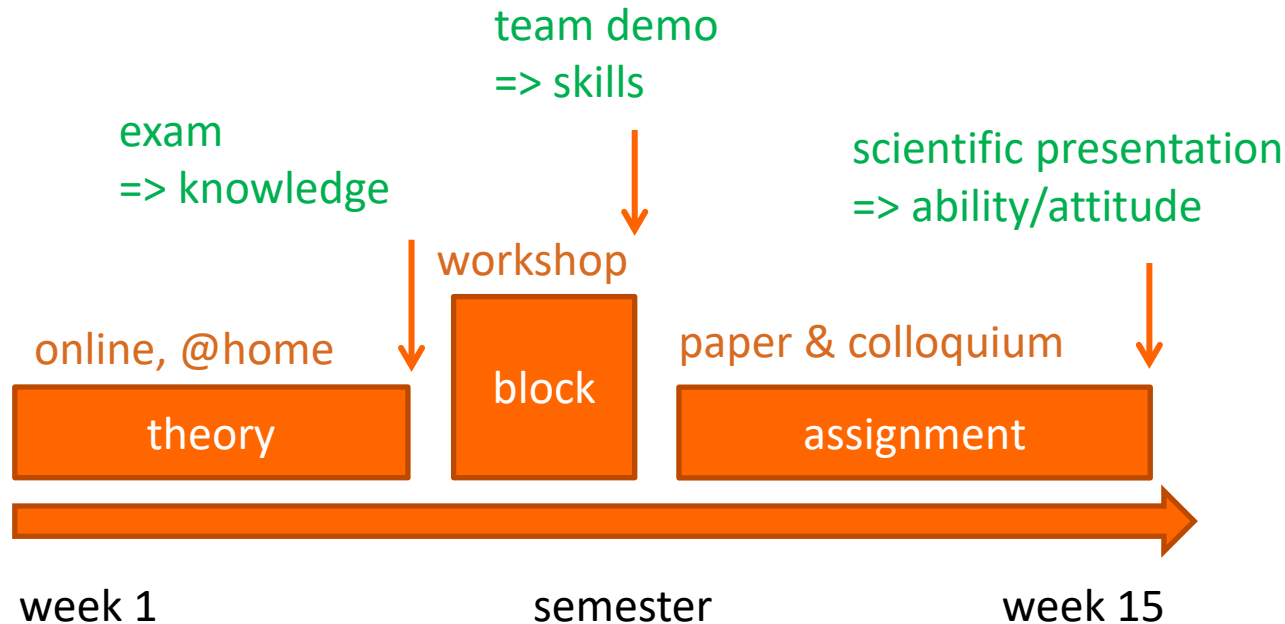 team demo
=> skills
exam
=> knowledge
scientific presentation
=> ability/attitude
workshop
online, @home
paper & colloquium
block
theory
assignment
week 1
semester
week 15